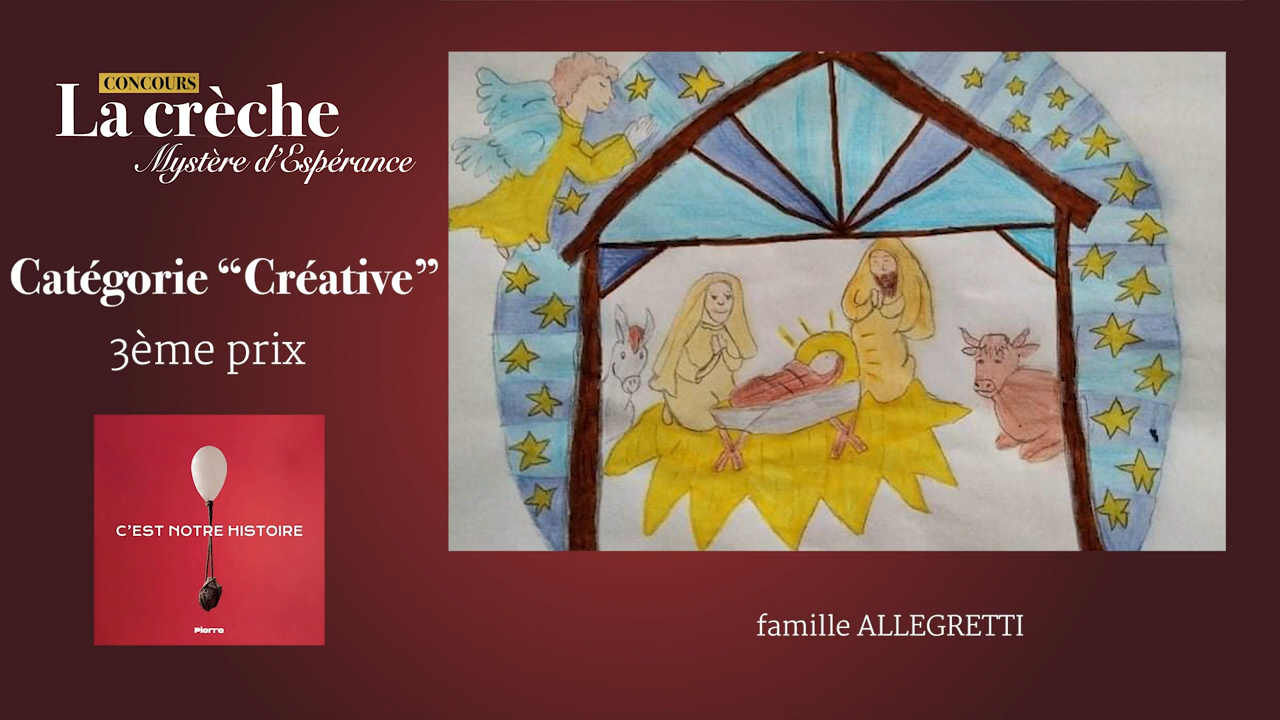 CONCOURS
La crèche
Mystère d'Espérance
Catégorie “Créative”
3ème prix
C'EST NOTRE HISTOIRE
Pierre
famille ALLEGRETTI